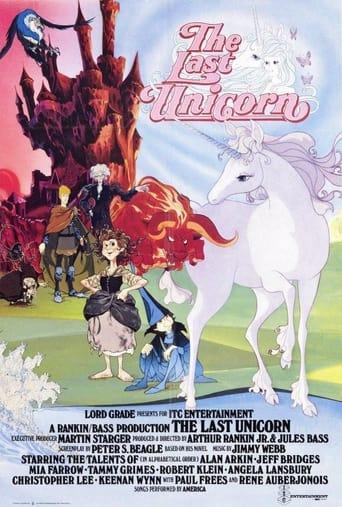 The
Last
Unicorn
LORD GRADE PRESENTS FOR ITC ENTERTAINMENT
A RANKIN/BASS PRODUCTION THE LAST UNICORN
EXECUTIVE PRODUCER MARTIN STARGER PRODUCED & DIRECTED BY ARTHUR RANKIN JR. & JULES BASS
SCREENPLAY BY PETER S. BEAGLE BASED ON HIS NOVEL MUSIC BY JIMMY WEBB
STARRING THE TALENTS OF (IN ALPHABETICAL ORDER) ALAN ARKIN • JEFF BRIDGES
MIA FARROW • TAMMY GRIMES • ROBERT KLEIN • ANGELA LANSBURY
CHRISTOPHER LEE • KEENAN WYNN WITH PAUL FREES AND RENE AUBERJONOIS
SONGS PERFORMED BY AMERICA
ENTERTAINMENT